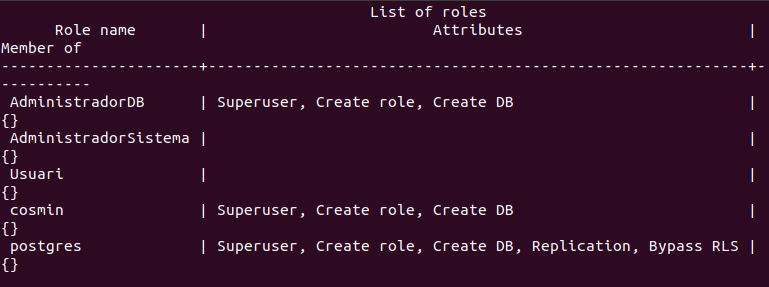 List of roles
Role name | Attributes |
Member of
----------------------+------------------------------------------------------------+-
----------
AdministradorDB | Superuser, Create role, Create DB |
{}
AdministradorSistema | |
{}
Usuari | |
{}
cosmin | Superuser, Create role, Create DB |
{}
postgres | Superuser, Create role, Create DB, Replication, Bypass RLS |
{}